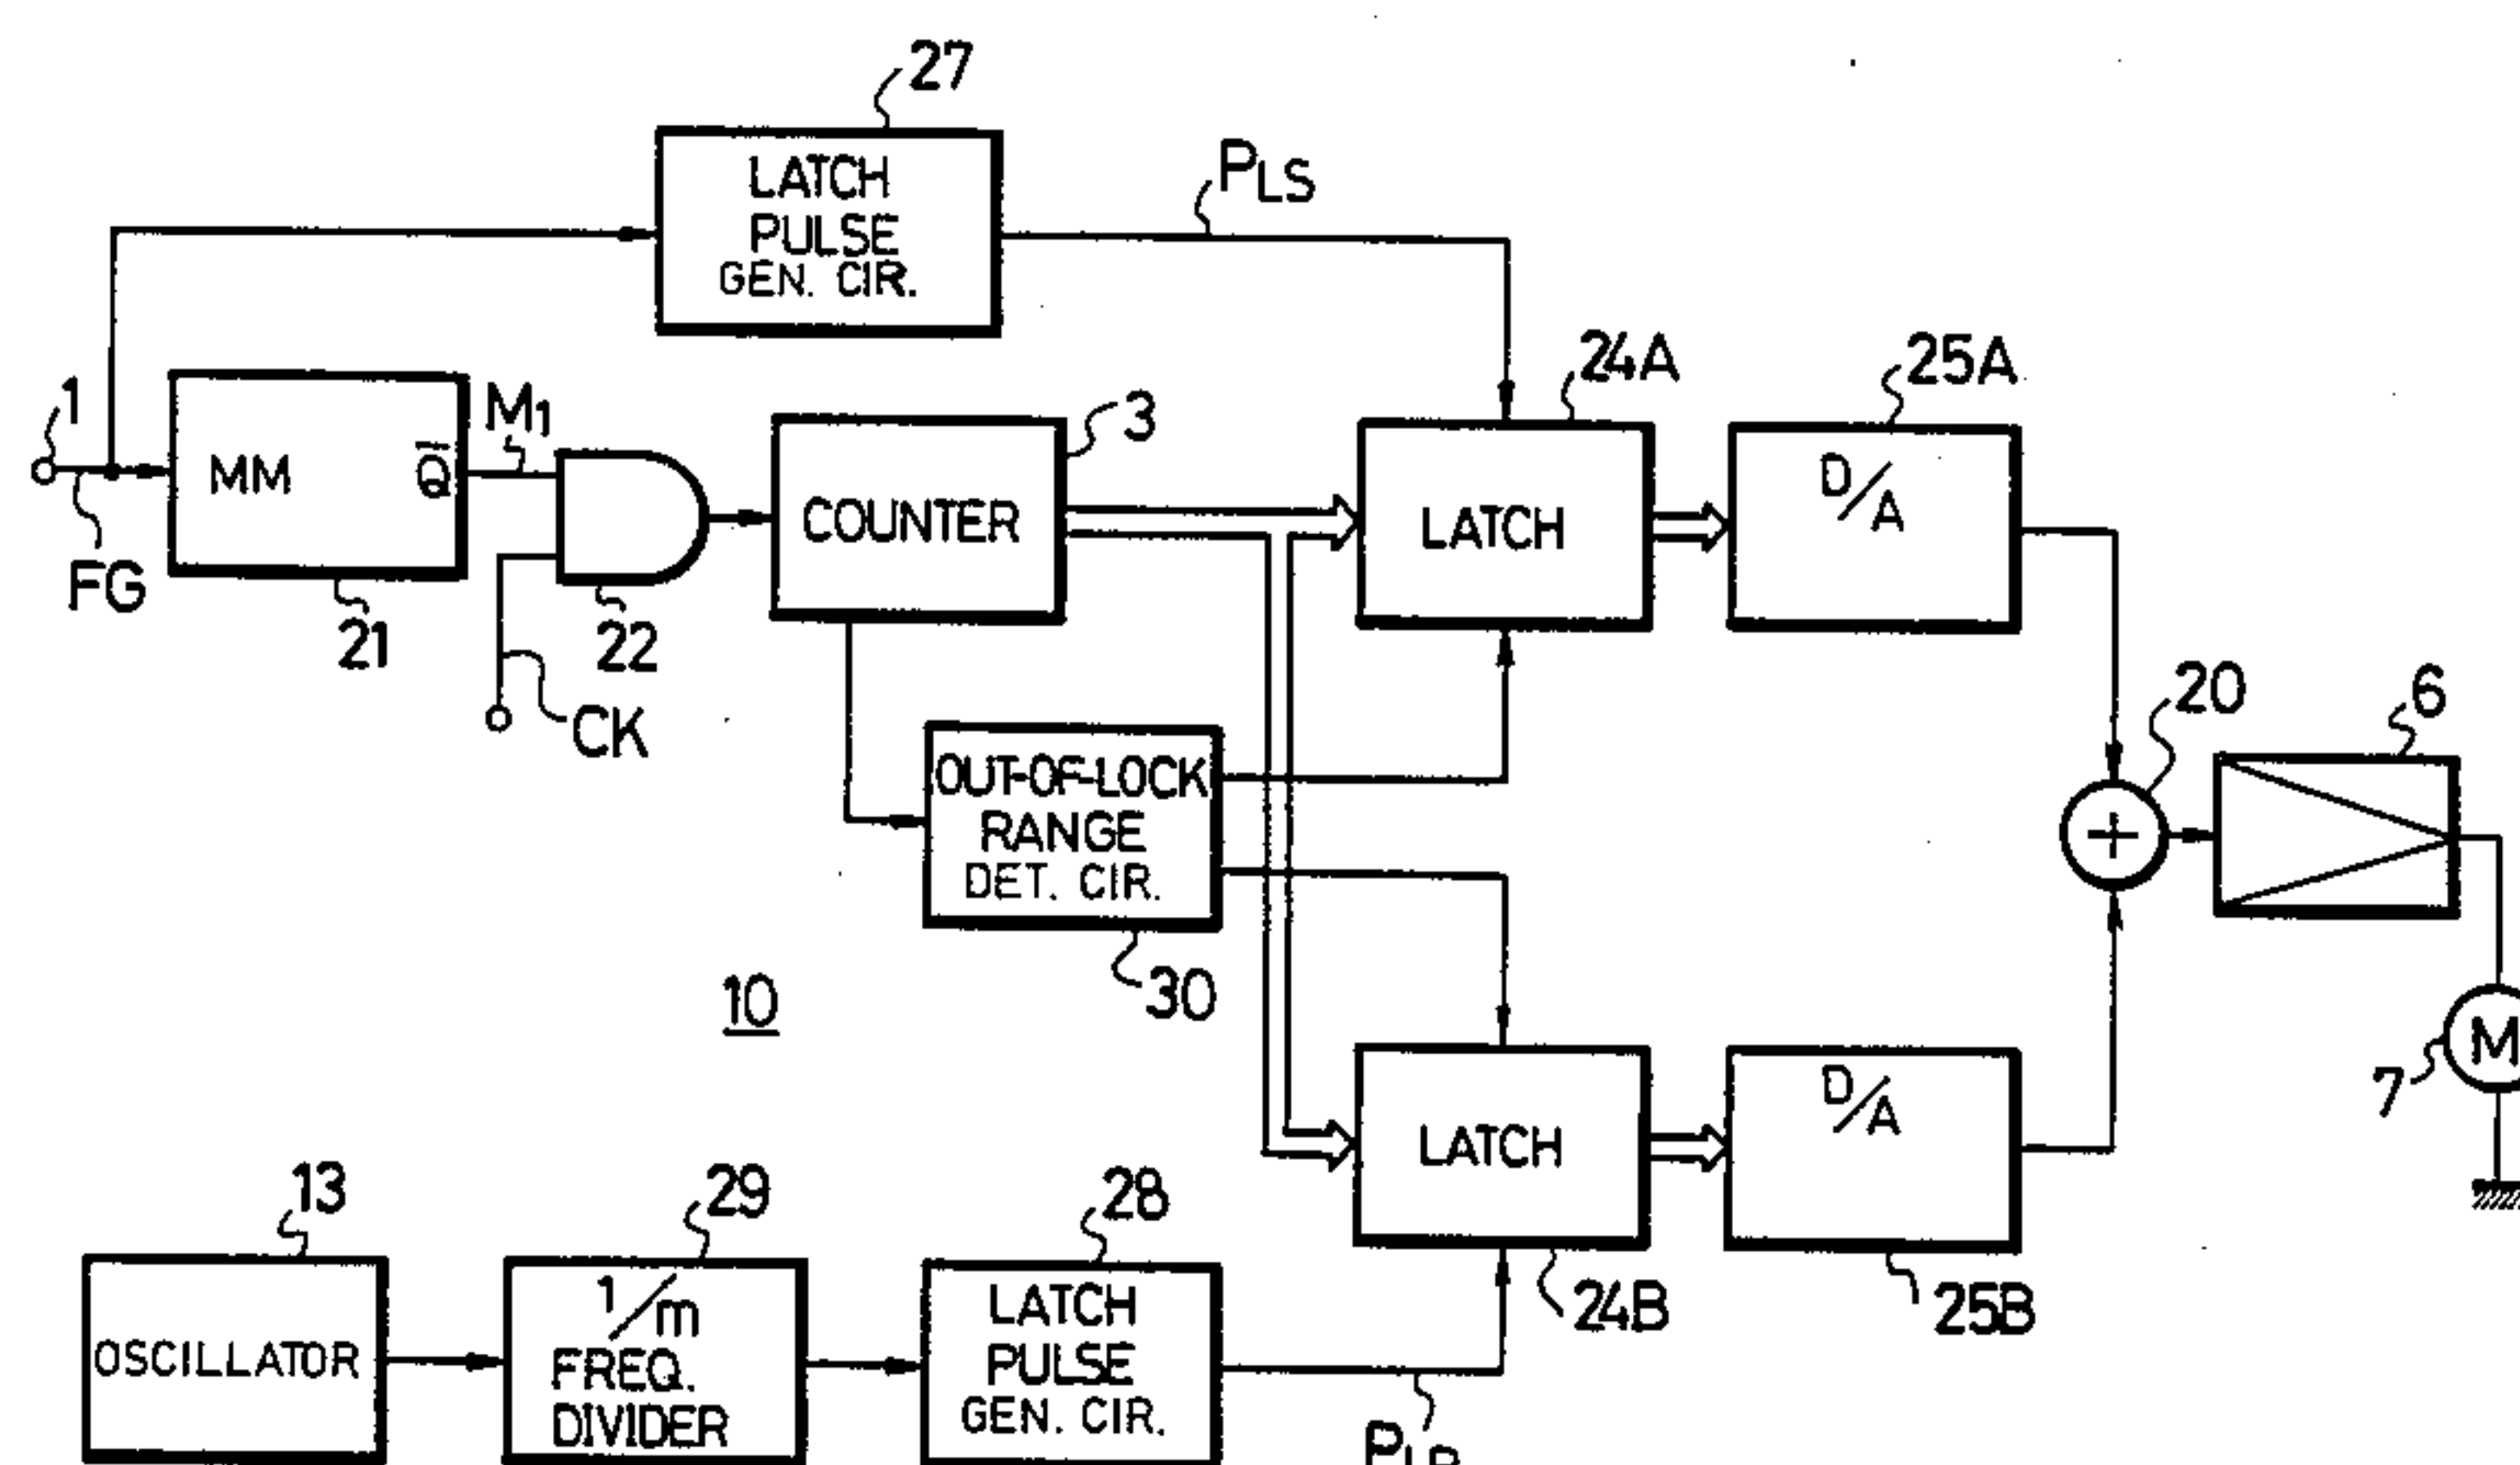 27
LATCH
PULSE
GEN. CIR.
PLS
1
FG
MM
Q̅
21
M1
22
CK
COUNTER
3
24A
LATCH
25A
D/A
OUT-OF-LOCK
RANGE
DET. CIR.
30
20
+
6
M
7
10
LATCH
24B
D/A
25B
13
OSCILLATOR
29
1/m
FREQ.
DIVIDER
28
LATCH
PULSE
GEN. CIR.